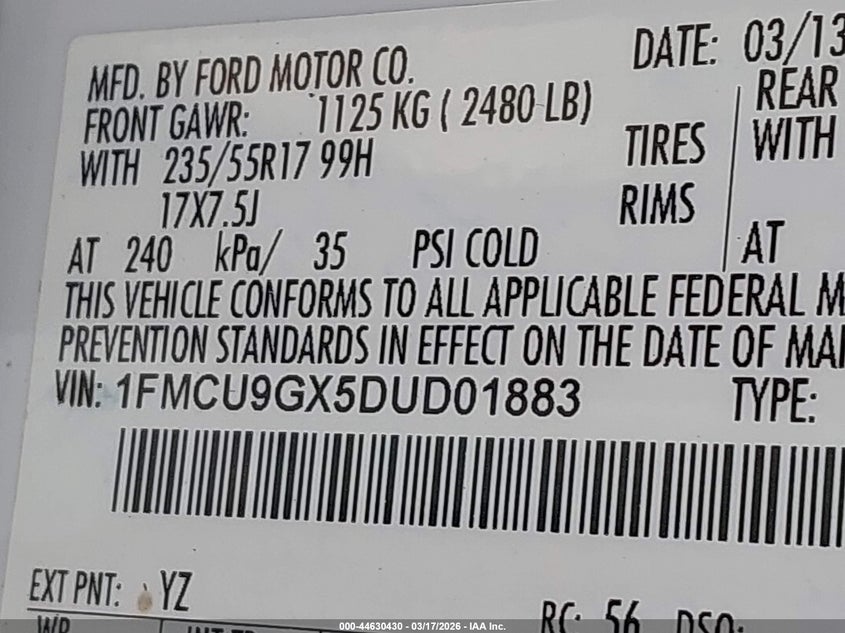 DATE: 03/13
MFD. BY FORD MOTOR CO.
FRONT GAWR: 1125 KG ( 2480 LB) REAR
WITH 235/55R17 99H TIRES WITH
17X7.5J RIMS
AT 240 kPa/ 35 PSI COLD AT
THIS VEHICLE CONFORMS TO ALL APPLICABLE FEDERAL M
PREVENTION STANDARDS IN EFFECT ON THE DATE OF MA
VIN: 1FMCU9GX5DUD01883 TYPE:
EXT PNT: YZ RC: 56 DSO:
WB
000-44630430 - 03/17/2026 - IAA Inc.